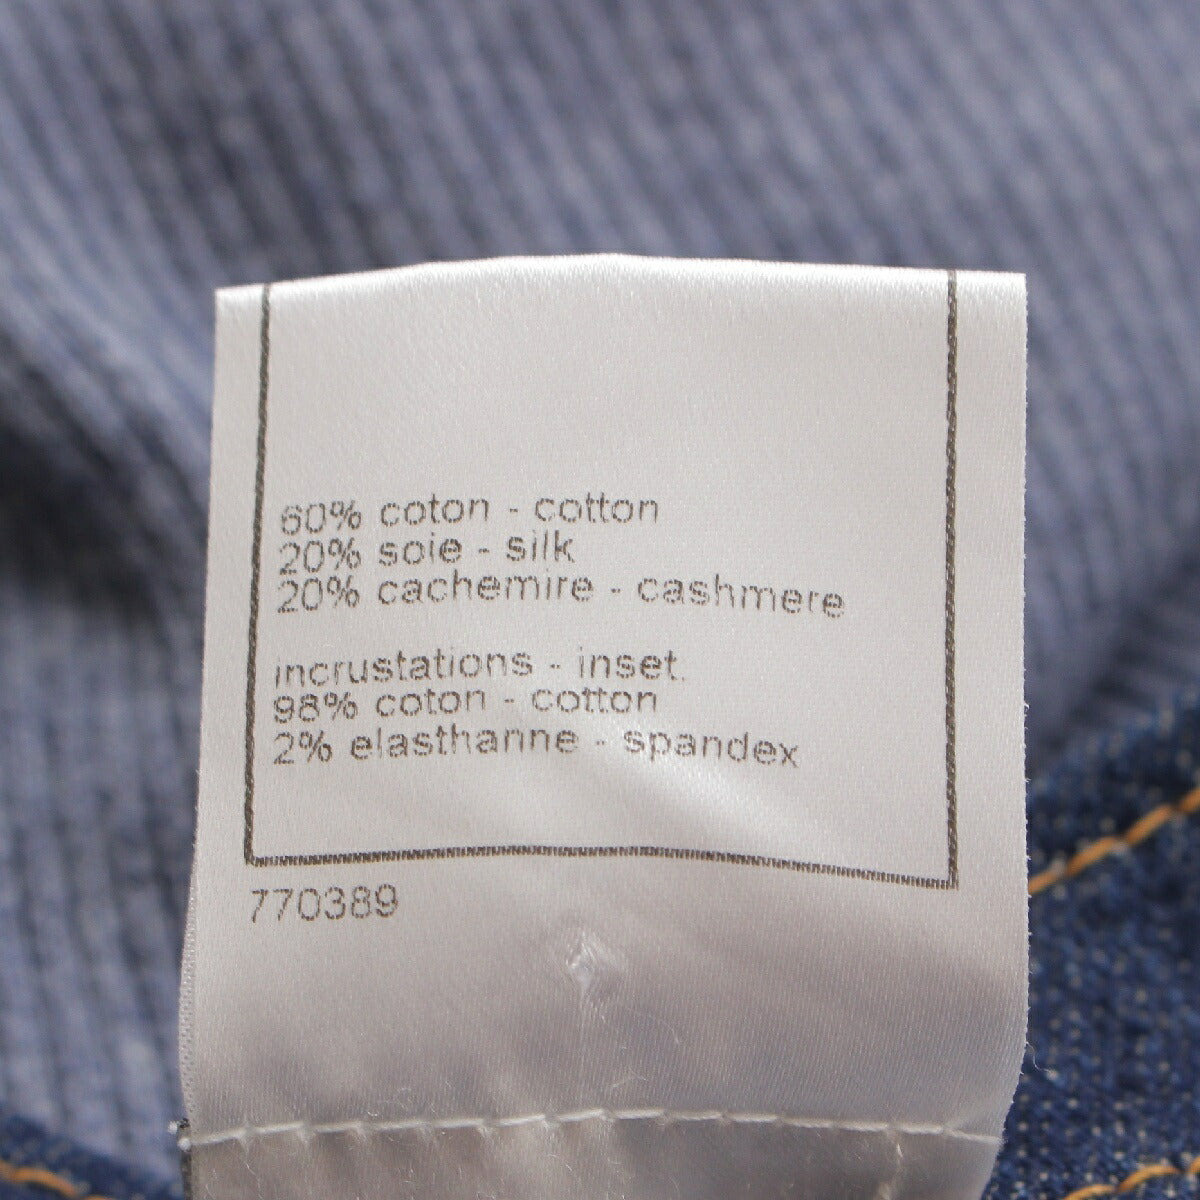 60% coton - cotton
20% soie - silk
20% cachemire - cashmere
incrustations - inset.
98% coton - cotton
2% elasthanne - spandex
770389